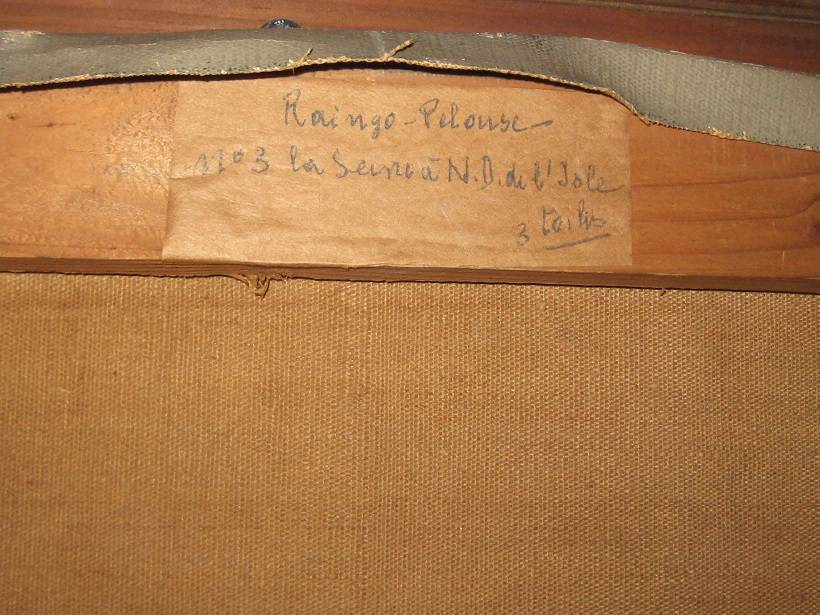 Raingo-Pelouse
N° 3 la Seine à N.D. de l'Isle
3 toiles